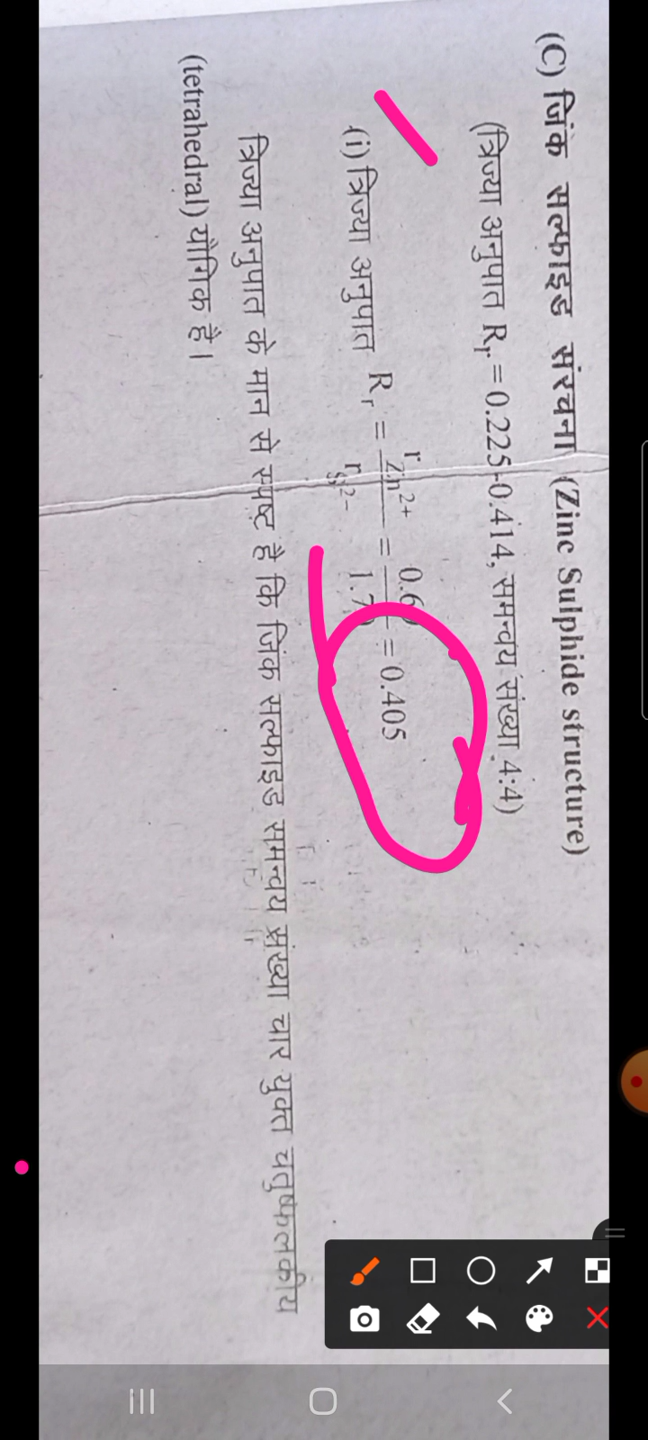 (C) जिंक सल्फाइड संरचना (Zinc Sulphide structure)
(त्रिज्या अनुपात Rr = 0.225-0.414, समन्वय संख्या 4:4)
(i) त्रिज्या अनुपात Rr = rZn2+ / rS2- = = 0.405
त्रिज्या अनुपात के मान से स्पष्ट है कि जिंक सल्फाइड समन्वय संख्या चार युक्त चतुष्फलकीय
(tetrahedral) यौगिक है।